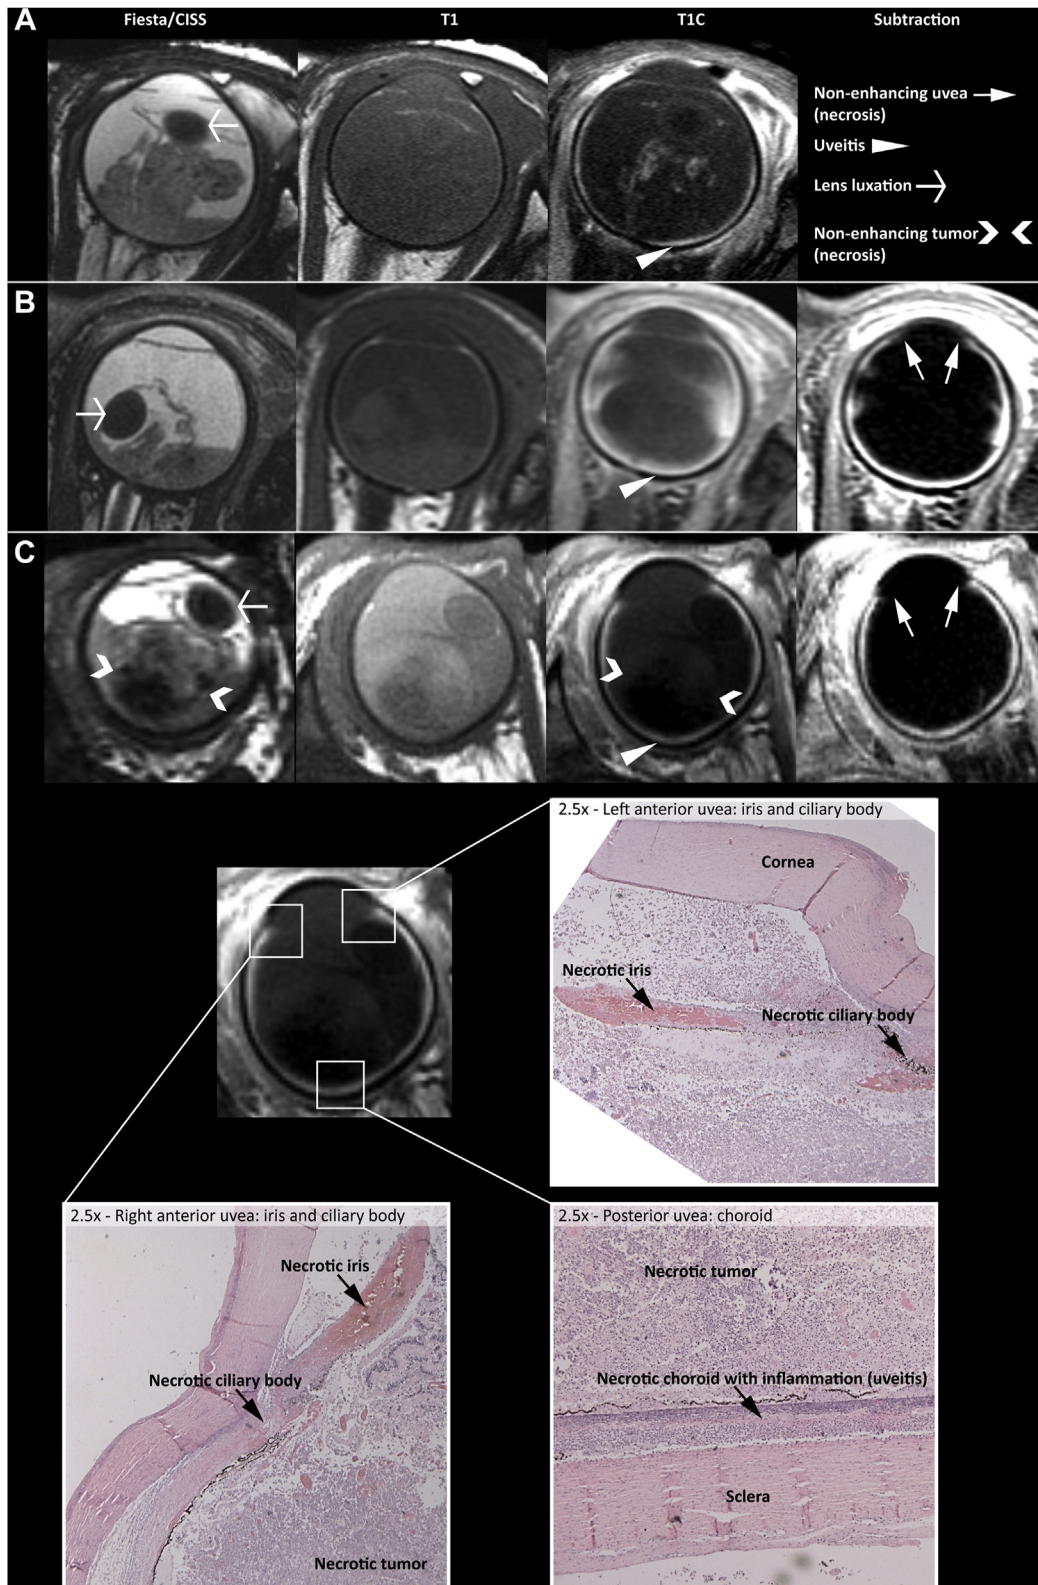 A
Fiesta/CISS
T1
T1C
Subtraction
Non-enhancing uvea
(necrosis)
Uveitis
Lens luxation
Non-enhancing tumor
(necrosis)
B
C
2.5x - Left anterior uvea: iris and ciliary body
Cornea
Necrotic iris
Necrotic ciliary body
2.5x - Right anterior uvea: iris and ciliary body
Necrotic iris
Necrotic ciliary body
Necrotic tumor
2.5x - Posterior uvea: choroid
Necrotic tumor
Necrotic choroid with inflammation (uveitis)
Sclera